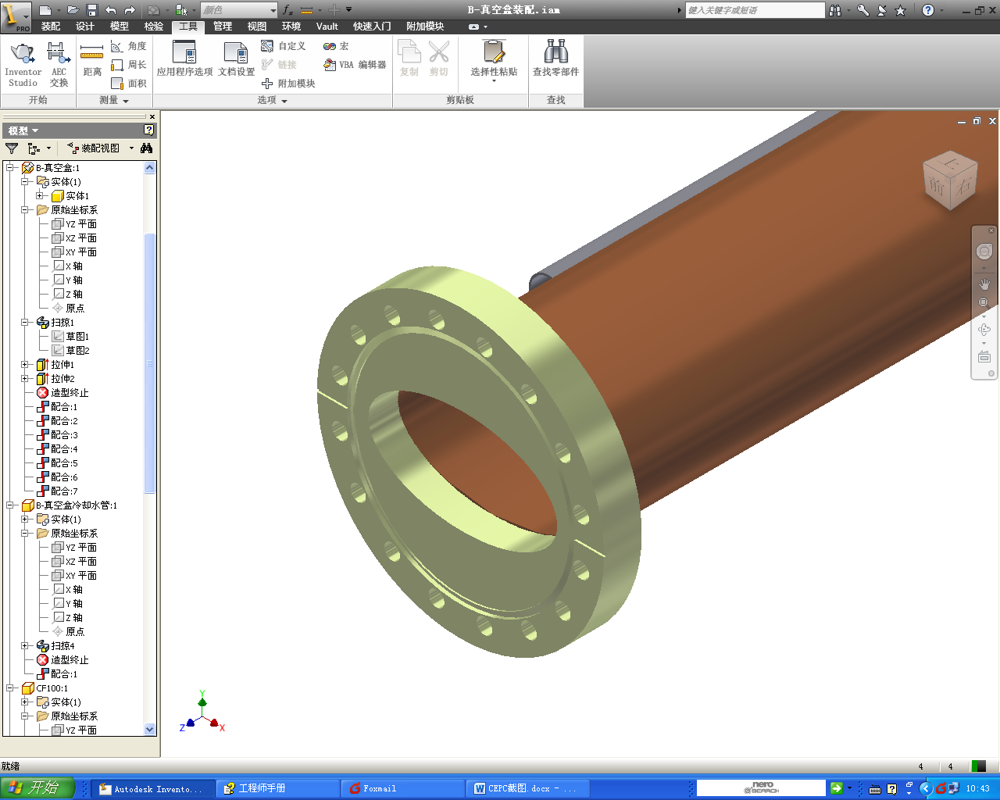 PRO
颜色
B-真空盒装配.iam
键入关键字或短语
装配 设计 模型 检验 工具 管理 视图 环境 Vault 快速入门 附加模块
Inventor Studio
AEC 交换
开始
距离
角度
周长
面积
测量
应用程序选项
文档设置
自定义
链接
附加模块
宏
VBA 编辑器
选项
复制
剪切
选择性粘贴
剪贴板
查找零部件
查找
模型
装配视图
B-真空盒:1
实体(1)
实体1
原始坐标系
YZ 平面
XZ 平面
XY 平面
X 轴
Y 轴
Z 轴
原点
扫掠1
草图1
草图2
拉伸1
拉伸2
造型终止
配合:1
配合:2
配合:3
配合:4
配合:5
配合:6
配合:7
B-真空盒冷却水管:1
实体(1)
原始坐标系
YZ 平面
XZ 平面
XY 平面
X 轴
Y 轴
Z 轴
原点
扫掠4
造型终止
配合:1
CF100:1
实体(1)
原始坐标系
YZ 平面
上
前
右
Y
Z
X
就绪
4 4
开始
Autodesk Invento...
工程师手册
Foxmail
CEPC截图.docx - ...
nero
SEARCH
10:43